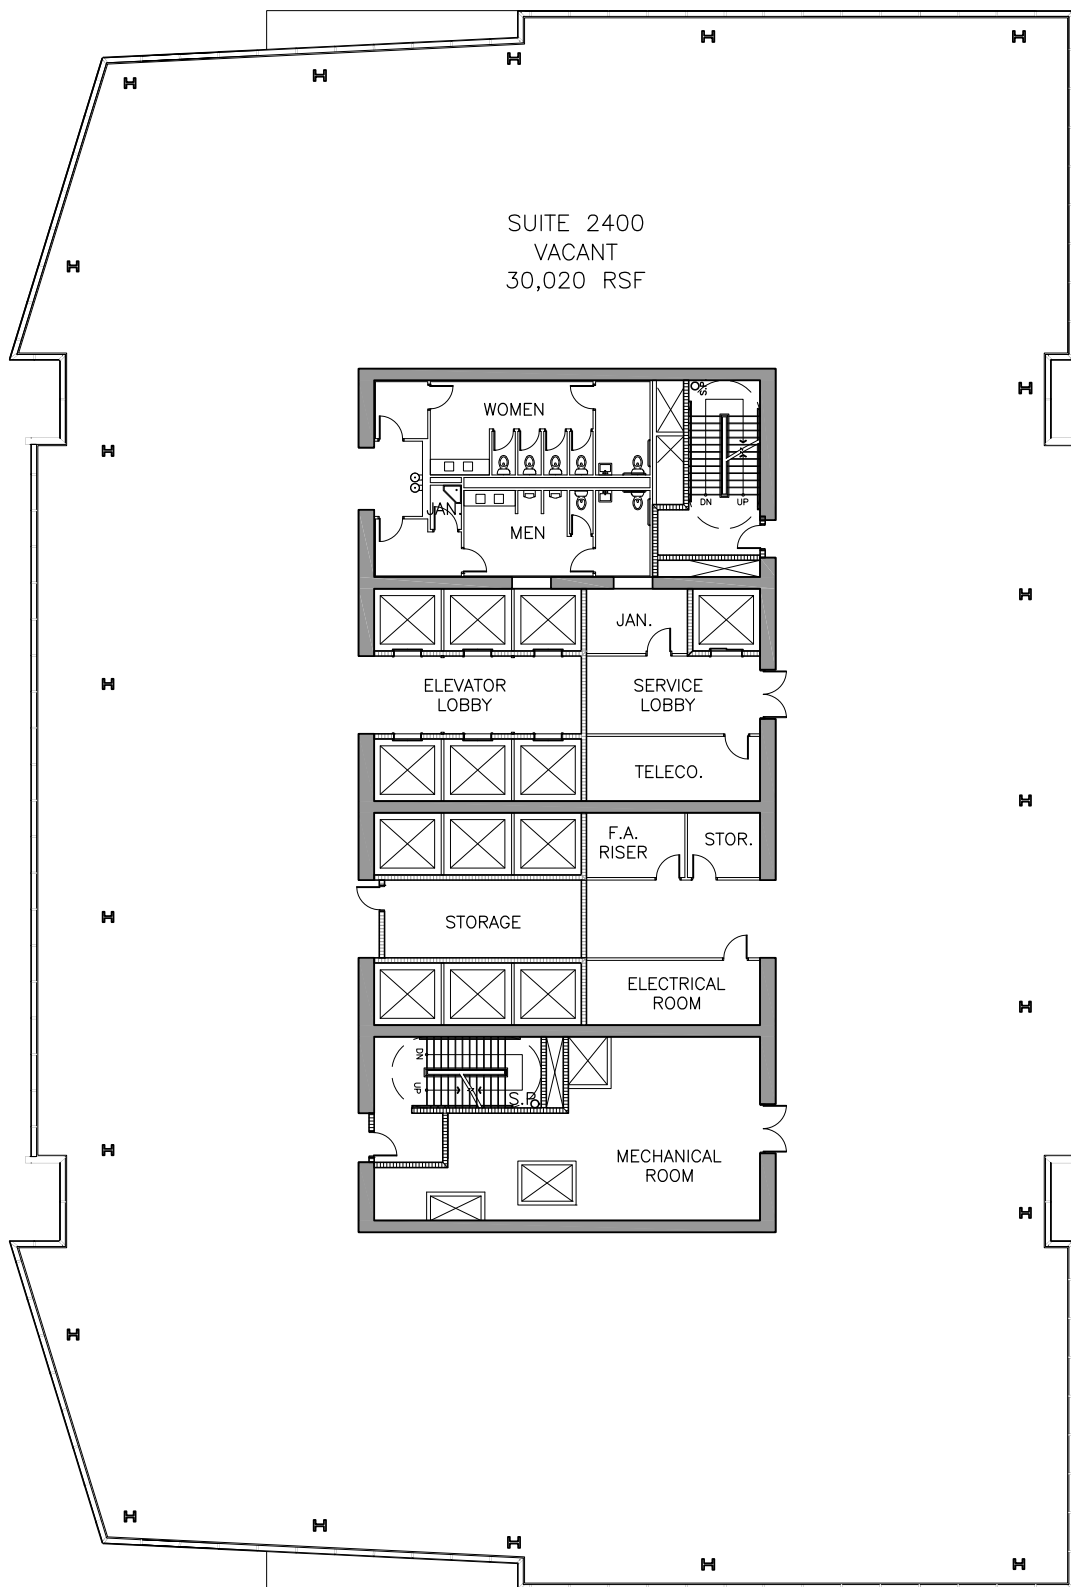 SUITE 2400
VACANT
30,020 RSF
WOMEN
S.P.
JAN.
MEN
DN
UP
JAN.
ELEVATOR
LOBBY
SERVICE
LOBBY
TELECO.
F.A.
RISER
STOR.
STORAGE
ELECTRICAL
ROOM
DN
UP
S.P.
MECHANICAL
ROOM